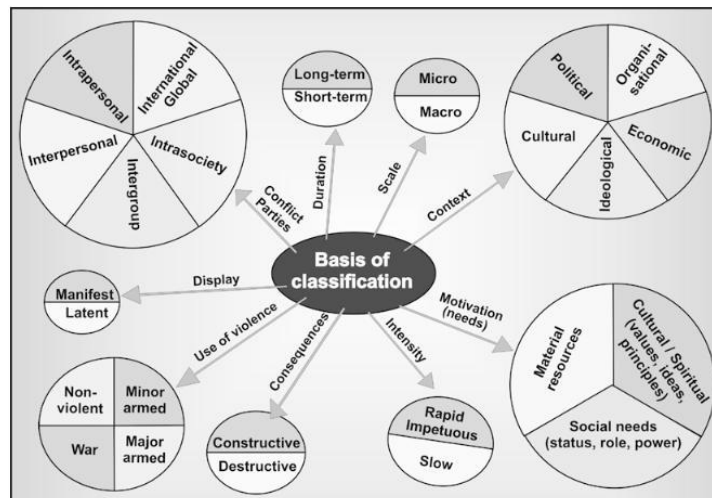 Intrapersonal
International
Global
Interpersonal
Intrasociety
Intergroup
Long-term
Short-term
Micro
Macro
Political
Organi-
sational
Cultural
Economic
Ideological
Conflict
Parties
Duration
Scale
Context
Basis of
classification
Display
Manifest
Latent
Use of violence
Consequences
Intensity
Motivation
(needs)
Non-
violent
Minor
armed
War
Major
armed
Constructive
Destructive
Rapid
Impetuous
Slow
Material
resources
Cultural / Spiritual
(values, ideas,
principles)
Social needs
(status, role, power)